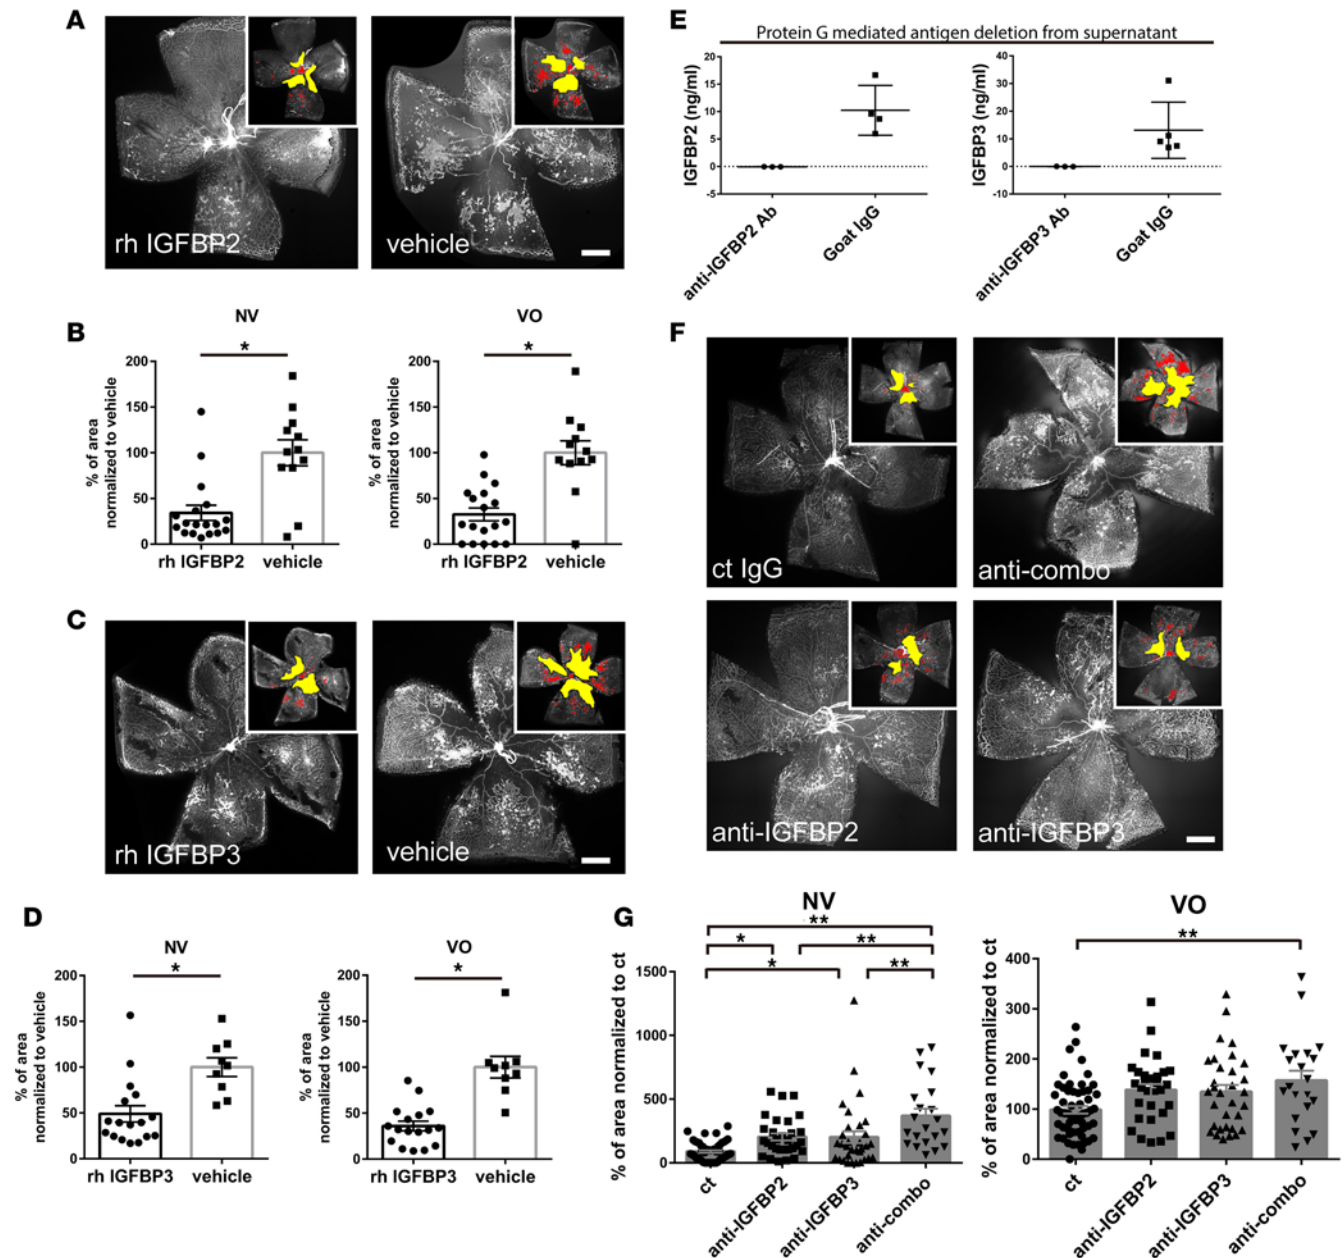 A
rh IGFBP2
vehicle
B
NV
VO
*
*
% of area
normalized to vehicle
200
150
100
50
0
rh IGFBP2
vehicle
% of area
normalized to vehicle
200
150
100
50
0
rh IGFBP2
vehicle
C
rh IGFBP3
vehicle
D
NV
VO
*
*
% of area
normalized to vehicle
200
150
100
50
0
rh IGFBP3
vehicle
% of area
normalized to vehicle
200
150
100
50
0
rh IGFBP3
vehicle
E
Protein G mediated antigen deletion from supernatant
IGFBP2 (ng/ml)
20
15
10
5
0
-5
anti-IGFBP2 Ab
Goat IgG
IGFBP3 (ng/ml)
40
30
20
10
0
-10
anti-IGFBP3 Ab
Goat IgG
F
ct IgG
anti-combo
anti-IGFBP2
anti-IGFBP3
G
NV
**
*
**
*
**
% of area normalized to ct
1500
1000
500
0
ct
anti-IGFBP2
anti-IGFBP3
anti-combo
VO
**
% of area normalized to ct
400
300
200
100
0
ct
anti-IGFBP2
anti-IGFBP3
anti-combo